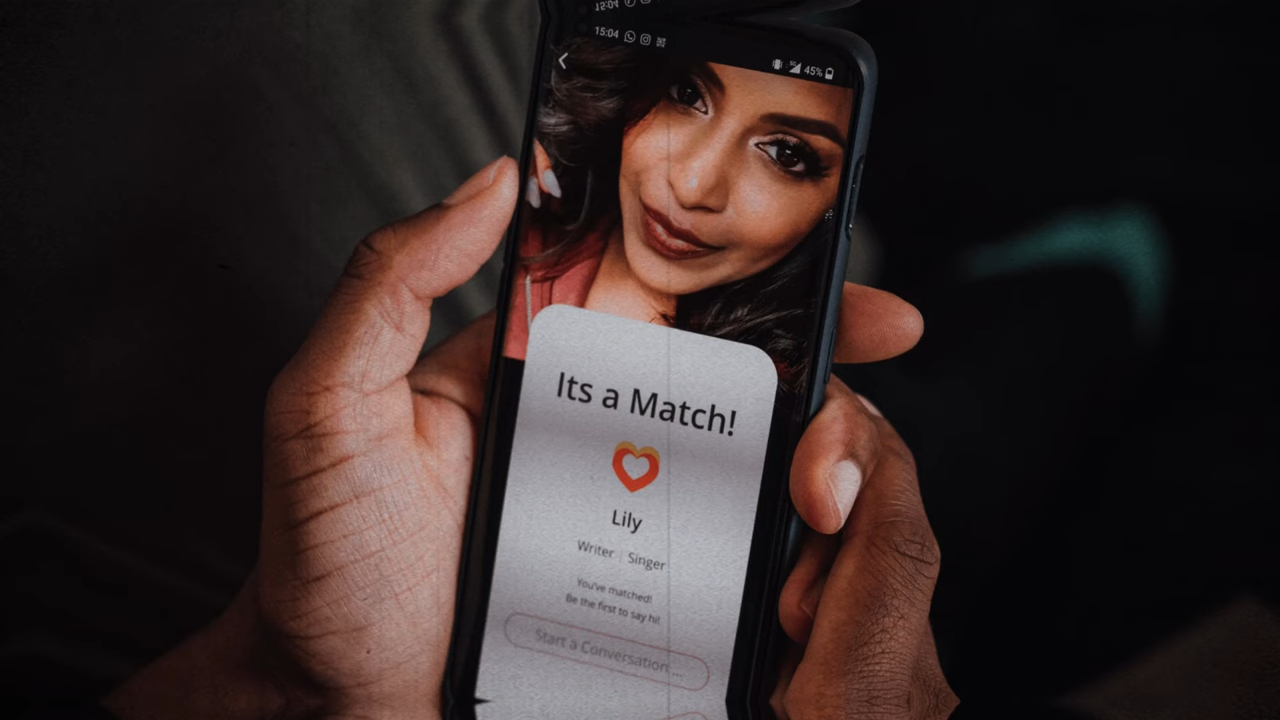 15:04
15:04 45%
Its a Match!
Lily
Writer | Singer
You've matched!
Be the first to say hi!
Start a Conversation ...